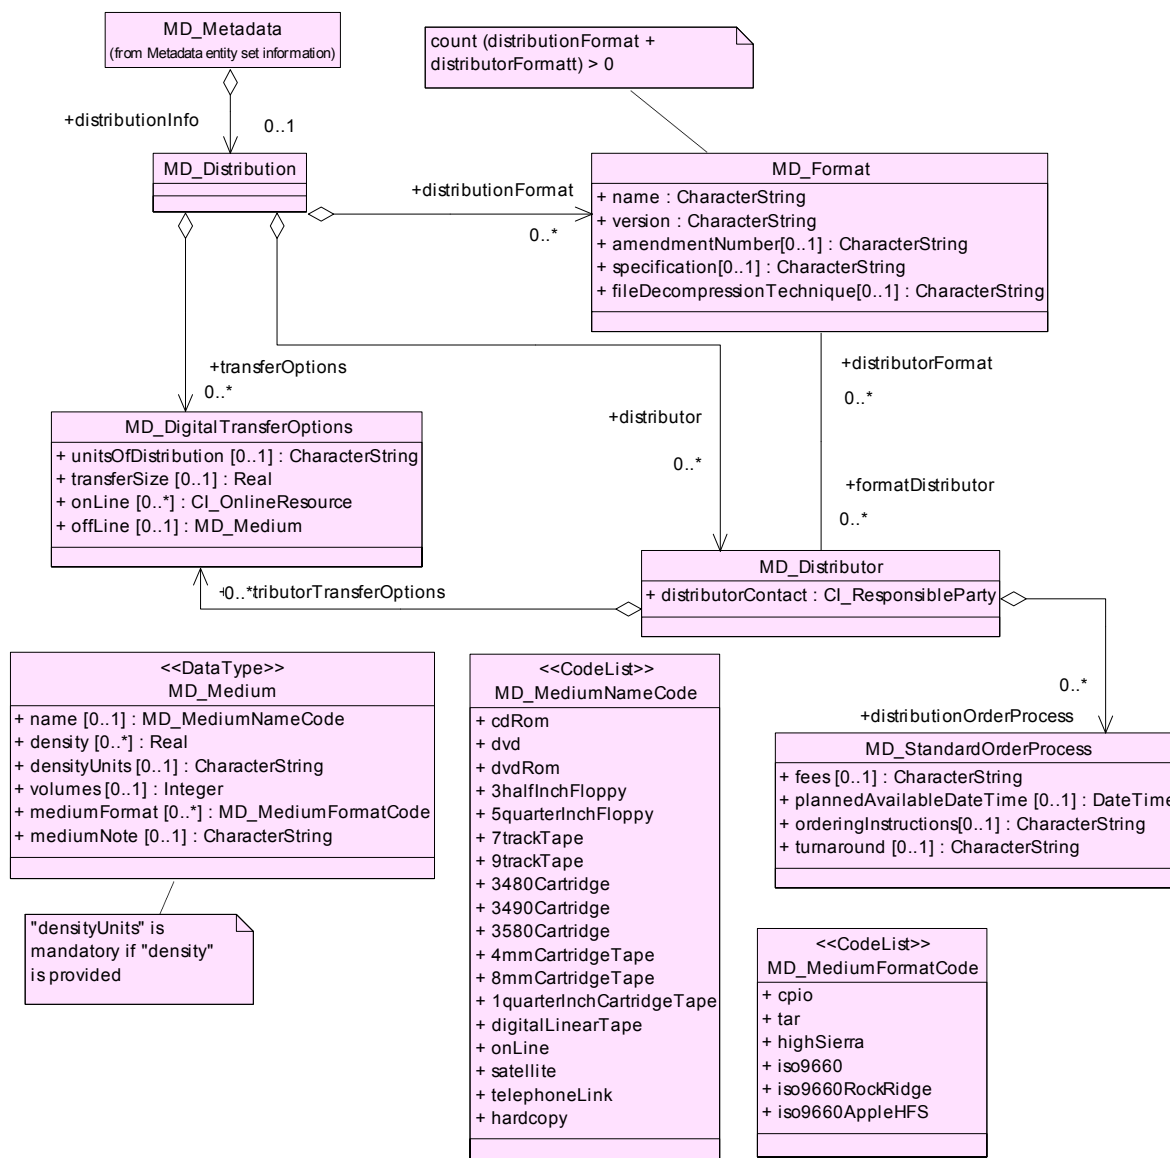 MD_Metadata
(from Metadata entity set information)
count (distributionFormat +
distributorFormatt) > 0
+distributionInfo
0..1
MD_Distribution
+distributionFormat
0..*
MD_Format
+ name : CharacterString
+ version : CharacterString
+ amendmentNumber[0..1] : CharacterString
+ specification[0..1] : CharacterString
+ fileDecompressionTechnique[0..1] : CharacterString
+transferOptions
0..*
+distributor
0..*
+distributorFormat
0..*
+formatDistributor
0..*
MD_DigitalTransferOptions
+ unitsOfDistribution [0..1] : CharacterString
+ transferSize [0..1] : Real
+ onLine [0..*] : CI_OnlineResource
+ offLine [0..1] : MD_Medium
0..*
tributorTransferOptions
MD_Distributor
+ distributorContact : CI_ResponsibleParty
0..*
+distributionOrderProcess
<<DataType>>
MD_Medium
+ name [0..1] : MD_MediumNameCode
+ density [0..*] : Real
+ densityUnits [0..1] : CharacterString
+ volumes [0..1] : Integer
+ mediumFormat [0..*] : MD_MediumFormatCode
+ mediumNote [0..1] : CharacterString
"densityUnits" is
mandatory if "density"
is provided
<<CodeList>>
MD_MediumNameCode
+ cdRom
+ dvd
+ dvdRom
+ 3halfInchFloppy
+ 5quarterInchFloppy
+ 7trackTape
+ 9trackTape
+ 3480Cartridge
+ 3490Cartridge
+ 3580Cartridge
+ 4mmCartridgeTape
+ 8mmCartridgeTape
+ 1quarterInchCartridgeTape
+ digitalLinearTape
+ onLine
+ satellite
+ telephoneLink
+ hardcopy
MD_StandardOrderProcess
+ fees [0..1] : CharacterString
+ plannedAvailableDateTime [0..1] : DateTime
+ orderingInstructions[0..1] : CharacterString
+ turnaround [0..1] : CharacterString
<<CodeList>>
MD_MediumFormatCode
+ cpio
+ tar
+ highSierra
+ iso9660
+ iso9660RockRidge
+ iso9660AppleHFS